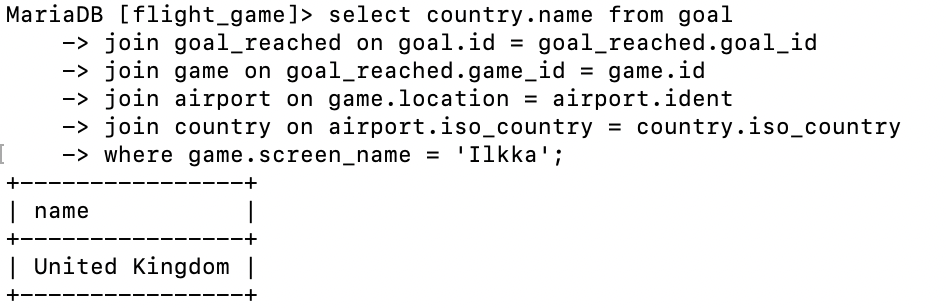 MariaDB [flight_game]> select country.name from goal
    -> join goal_reached on goal.id = goal_reached.goal_id
    -> join game on goal_reached.game_id = game.id
    -> join airport on game.location = airport.ident
    -> join country on airport.iso_country = country.iso_country
[    -> where game.screen_name = 'Ilkka';
+----------------+
| name           |
+----------------+
| United Kingdom |
+----------------+